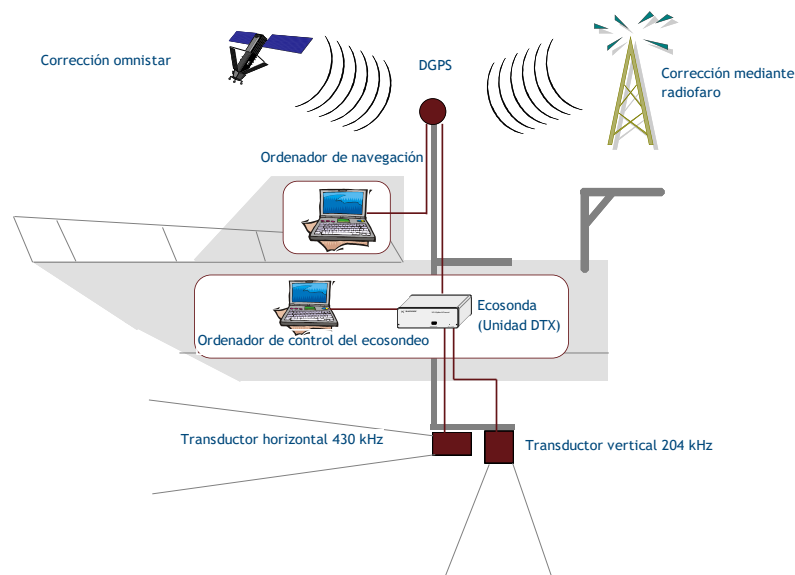 Corrección omnistar
DGPS
Corrección mediante
radiofaro
Ordenador de navegación
Ecosonda
(Unidad DTX)
Ordenador de control del ecosondeo
Transductor horizontal 430 kHz
Transductor vertical 204 kHz